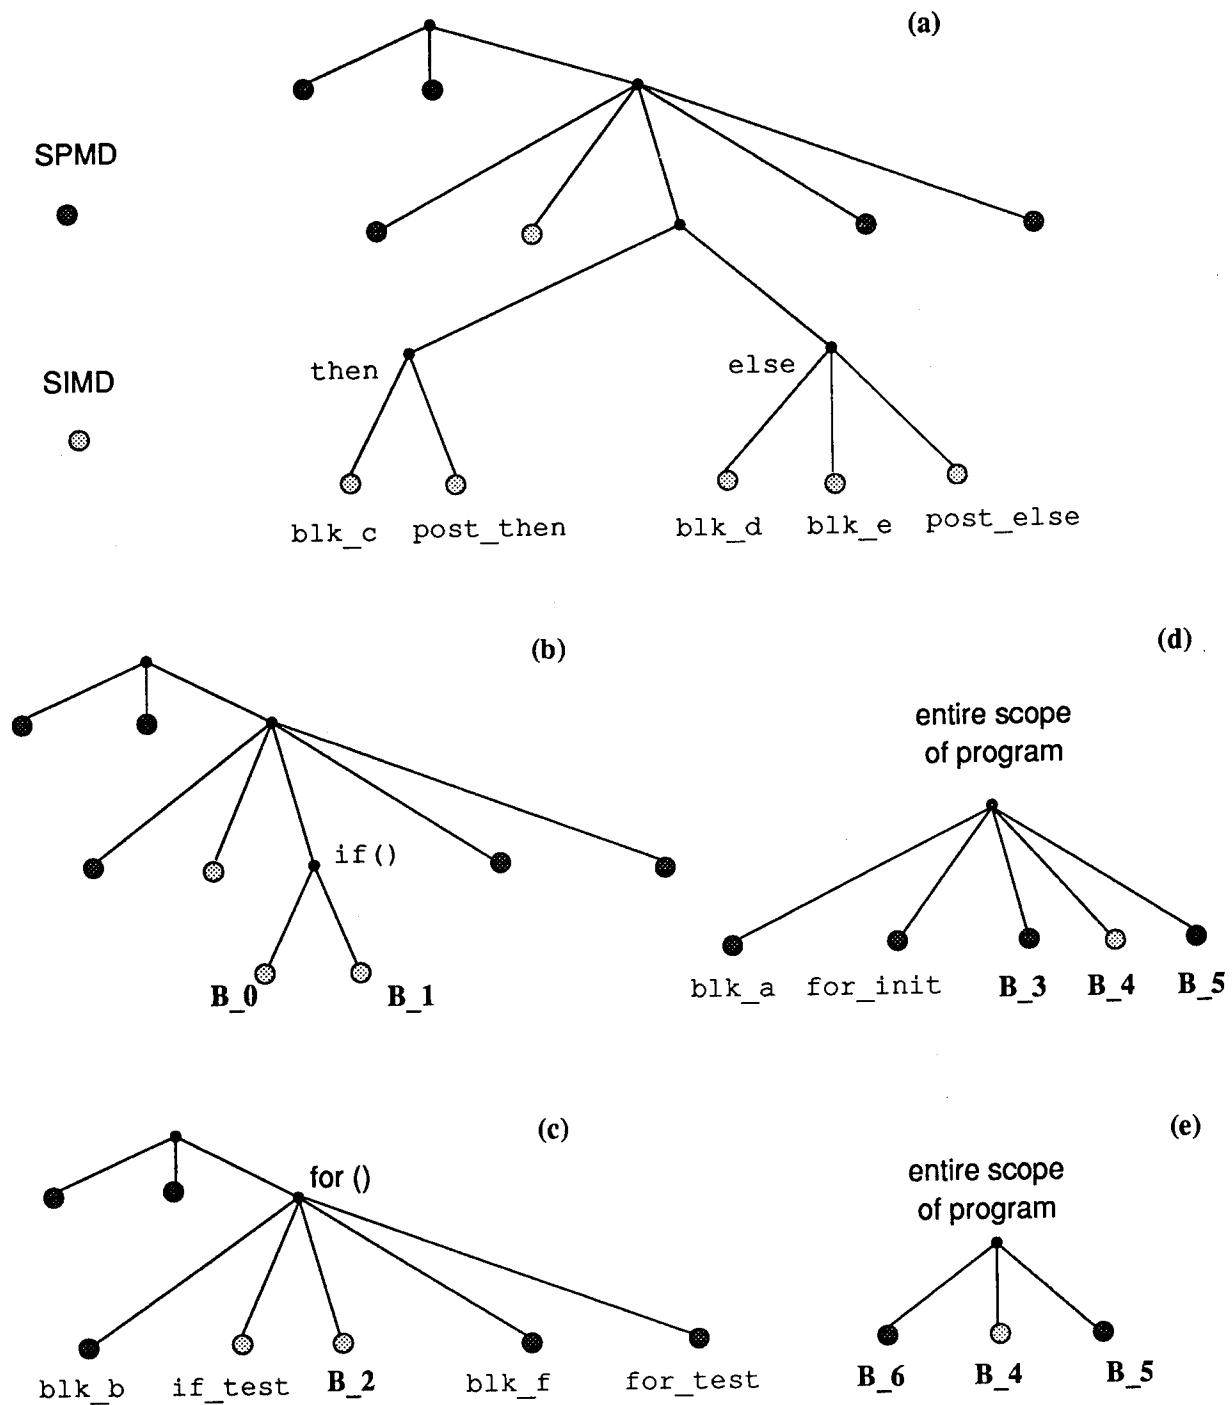 (a)
SPMD
SIMD
then
else
blk_c
post_then
blk_d
blk_e
post_else
(b)
if()
B_0
B_1
(d)
entire scope
of program
blk_a
for_init
B_3
B_4
B_5
(c)
for ()
blk_b
if_test
B_2
blk_f
for_test
(e)
entire scope
of program
B_6
B_4
B_5